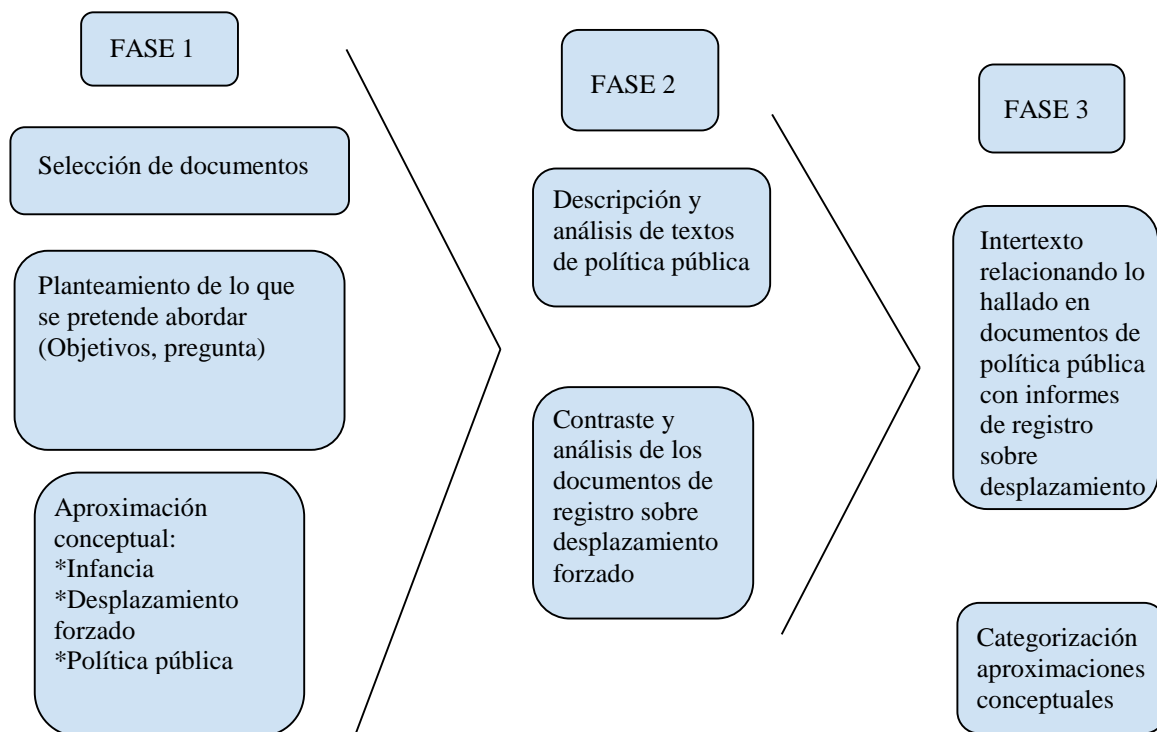 FASE 1
Selección de documentos
Planteamiento de lo que
se pretende abordar
(Objetivos, pregunta)
Aproximación
conceptual:
*Infancia
*Desplazamiento
forzado
*Política pública
FASE 2
Descripción y
análisis de textos
de política pública
Contraste y
análisis de los
documentos de
registro sobre
desplazamiento
forzado
FASE 3
Intertexto
relacionando lo
hallado en
documentos de
política pública
con informes
de registro
sobre
desplazamiento
Categorización
aproximaciones
conceptuales